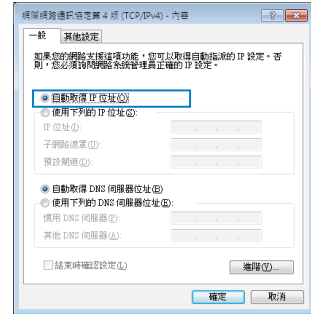 網際網路通訊協定第 4 版 (TCP/IPv4) - 內容
一般 其他設定
如果您的網路支援這項功能，您可以取得自動指派的 IP 設定。否
則，您必須詢問網路系統管理員正確的 IP 設定。
自動取得 IP 位址(O)
使用下列的 IP 位址(S):
IP 位址(I):
子網路遮罩(U):
預設閘道(D):
自動取得 DNS 伺服器位址(B)
使用下列的 DNS 伺服器位址(E):
慣用 DNS 伺服器(P):
其他 DNS 伺服器(A):
結束時確認設定(L)
進階(V)...
確定 取消